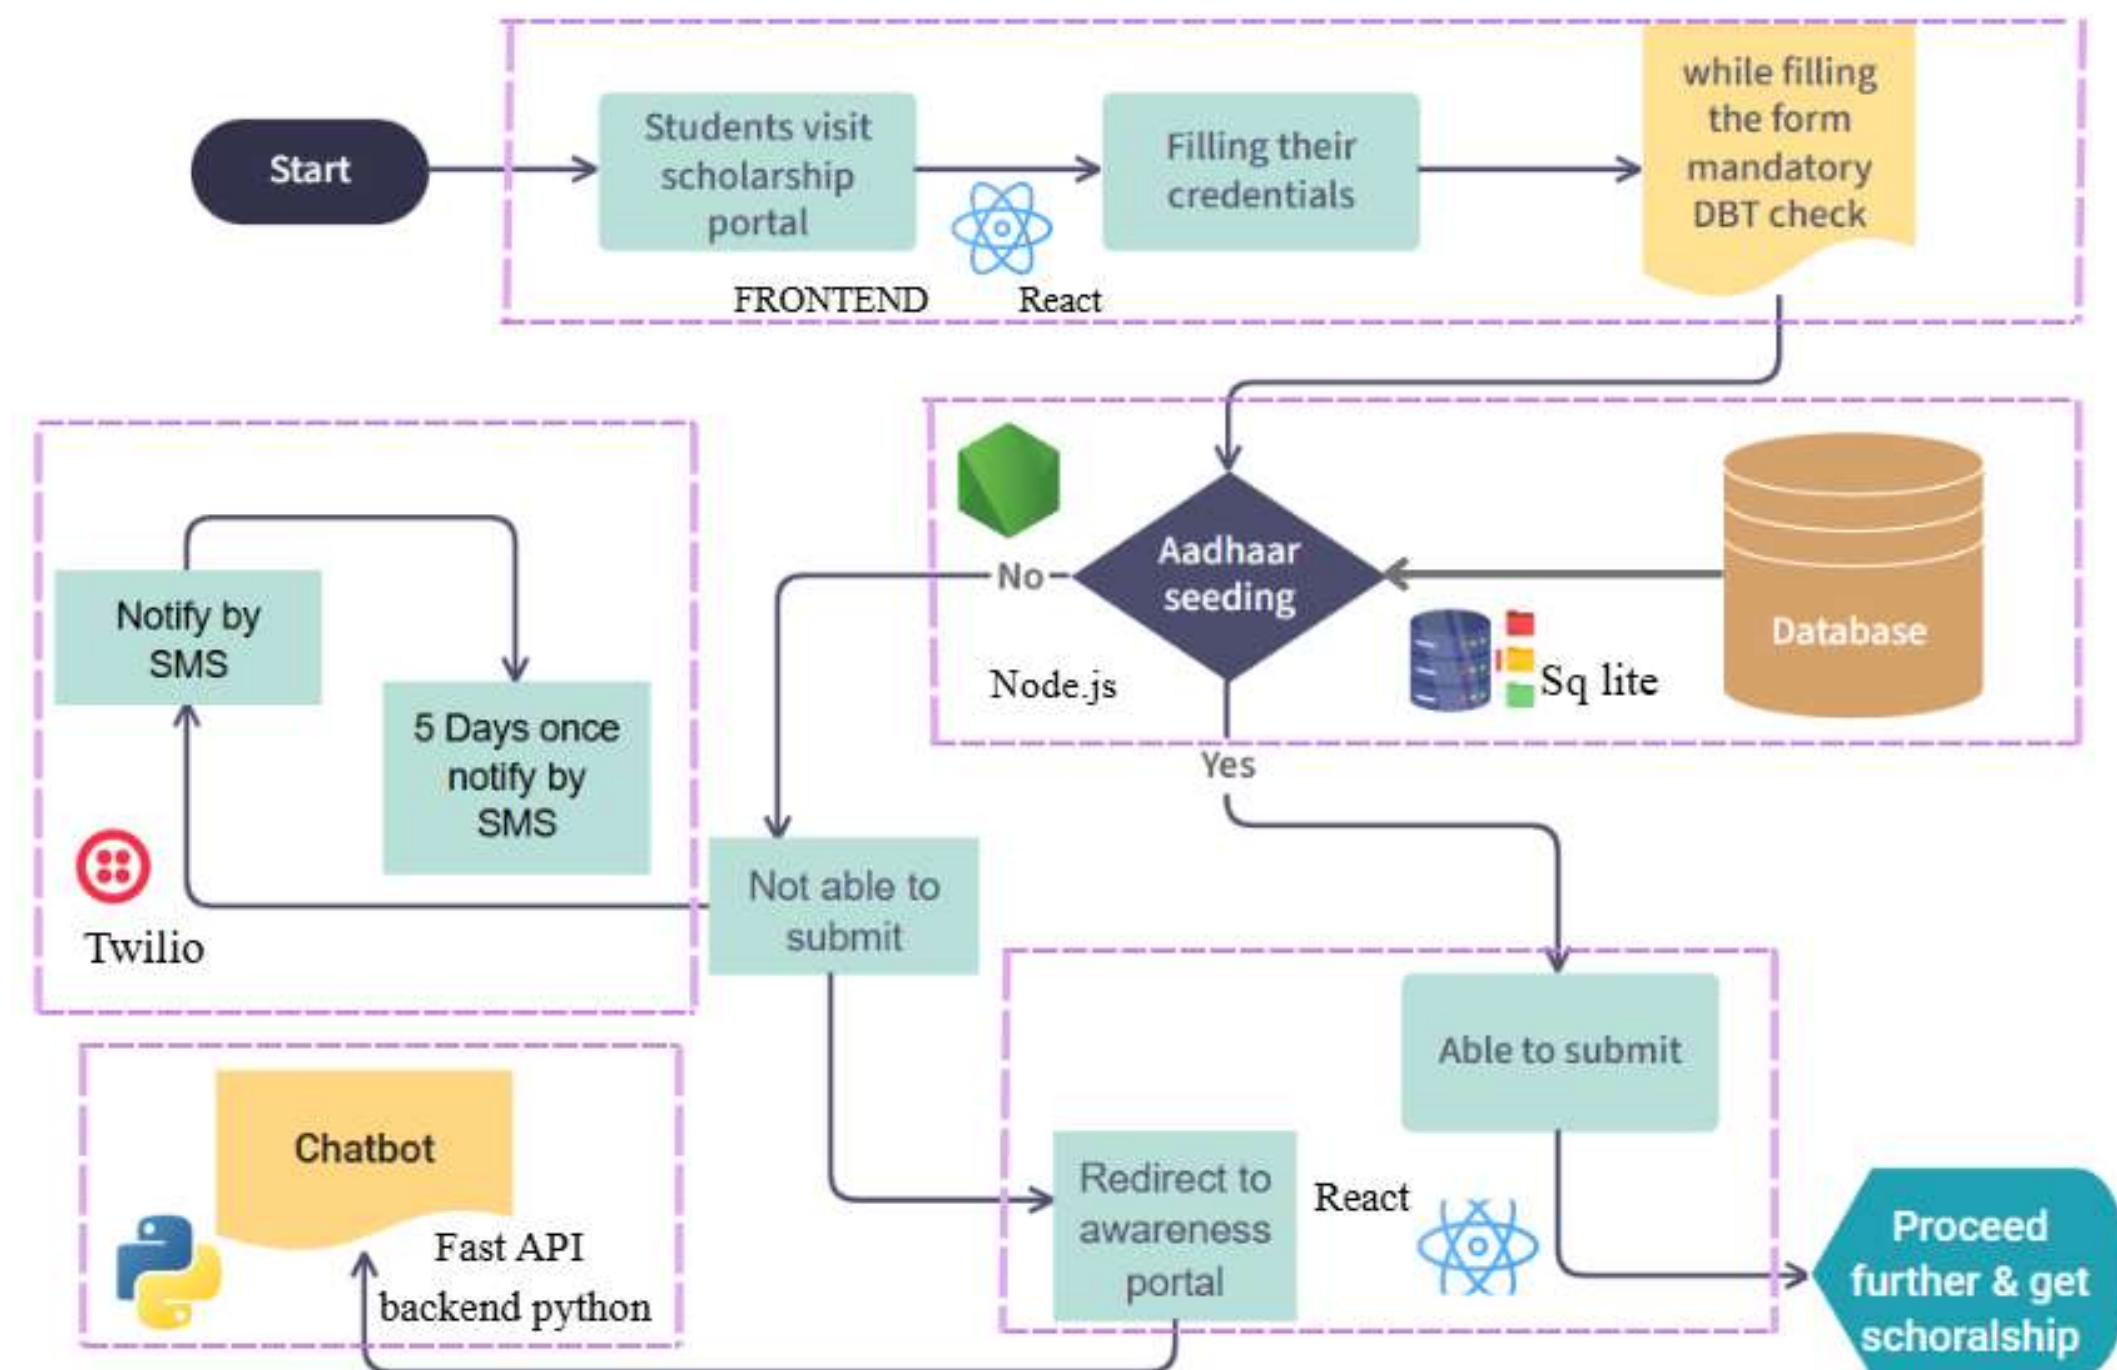 Start
Students visit
scholarship
portal
Filling their
credentials
while filling
the form
mandatory
DBT check
FRONTEND
React
No
Aadhaar
seeding
Database
Node.js
Sq lite
Yes
Notify by
SMS
5 Days once
notify by
SMS
Twilio
Not able to
submit
Able to submit
Chatbot
Fast API
backend python
Redirect to
awareness
portal
React
Proceed
further & get
schoralship